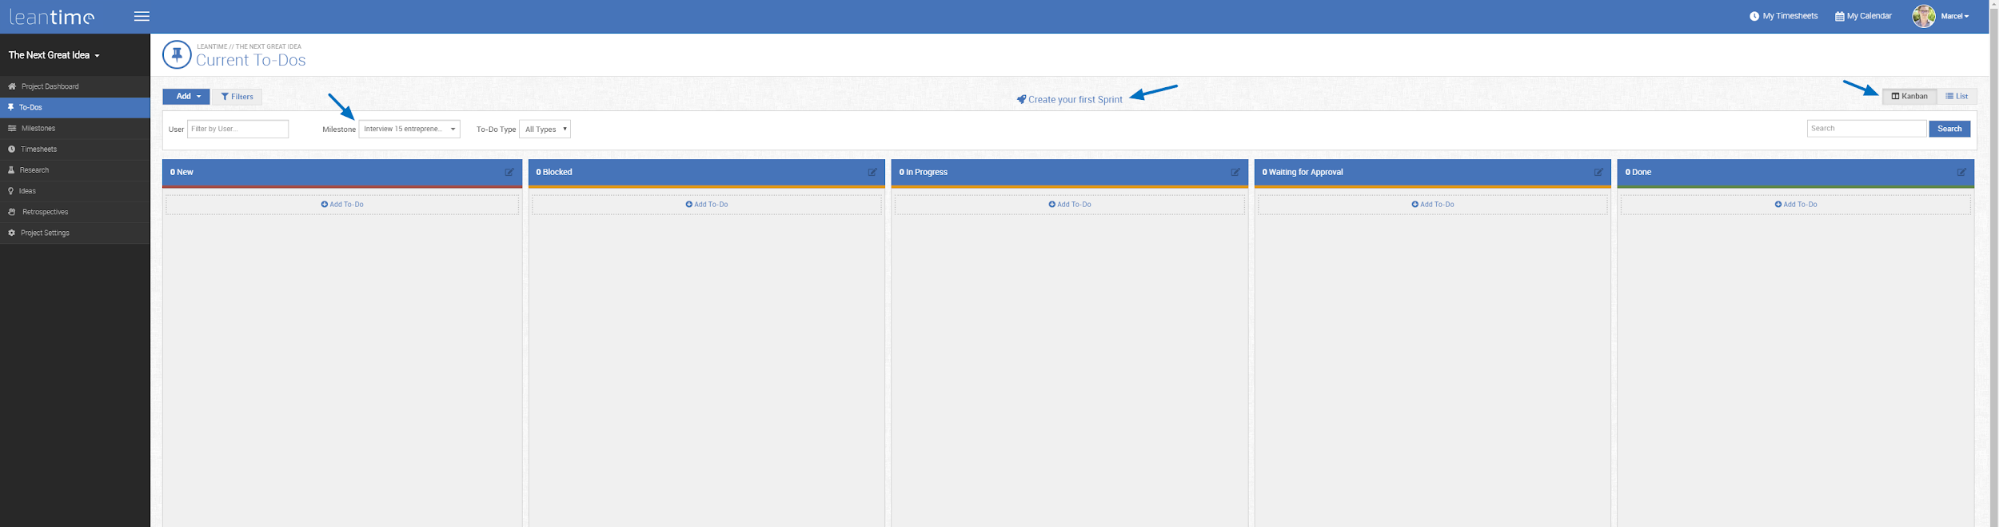 leantime
My Timesheets
My Calendar
Marcel
The Next Great Idea
Project Dashboard
To-Dos
Milestones
Timesheets
Research
Ideas
Retrospectives
Project Settings
LEANTIME // THE NEXT GREAT IDEA
Current To-Dos
Add
Filters
Create your first Sprint
Kanban
List
User
Filter by User...
Milestone
Interview 15 entreprene...
To-Do Type
All Types
Search
Search
0 New
0 Blocked
0 In Progress
0 Waiting for Approval
0 Done
Add To-Do
Add To-Do
Add To-Do
Add To-Do
Add To-Do